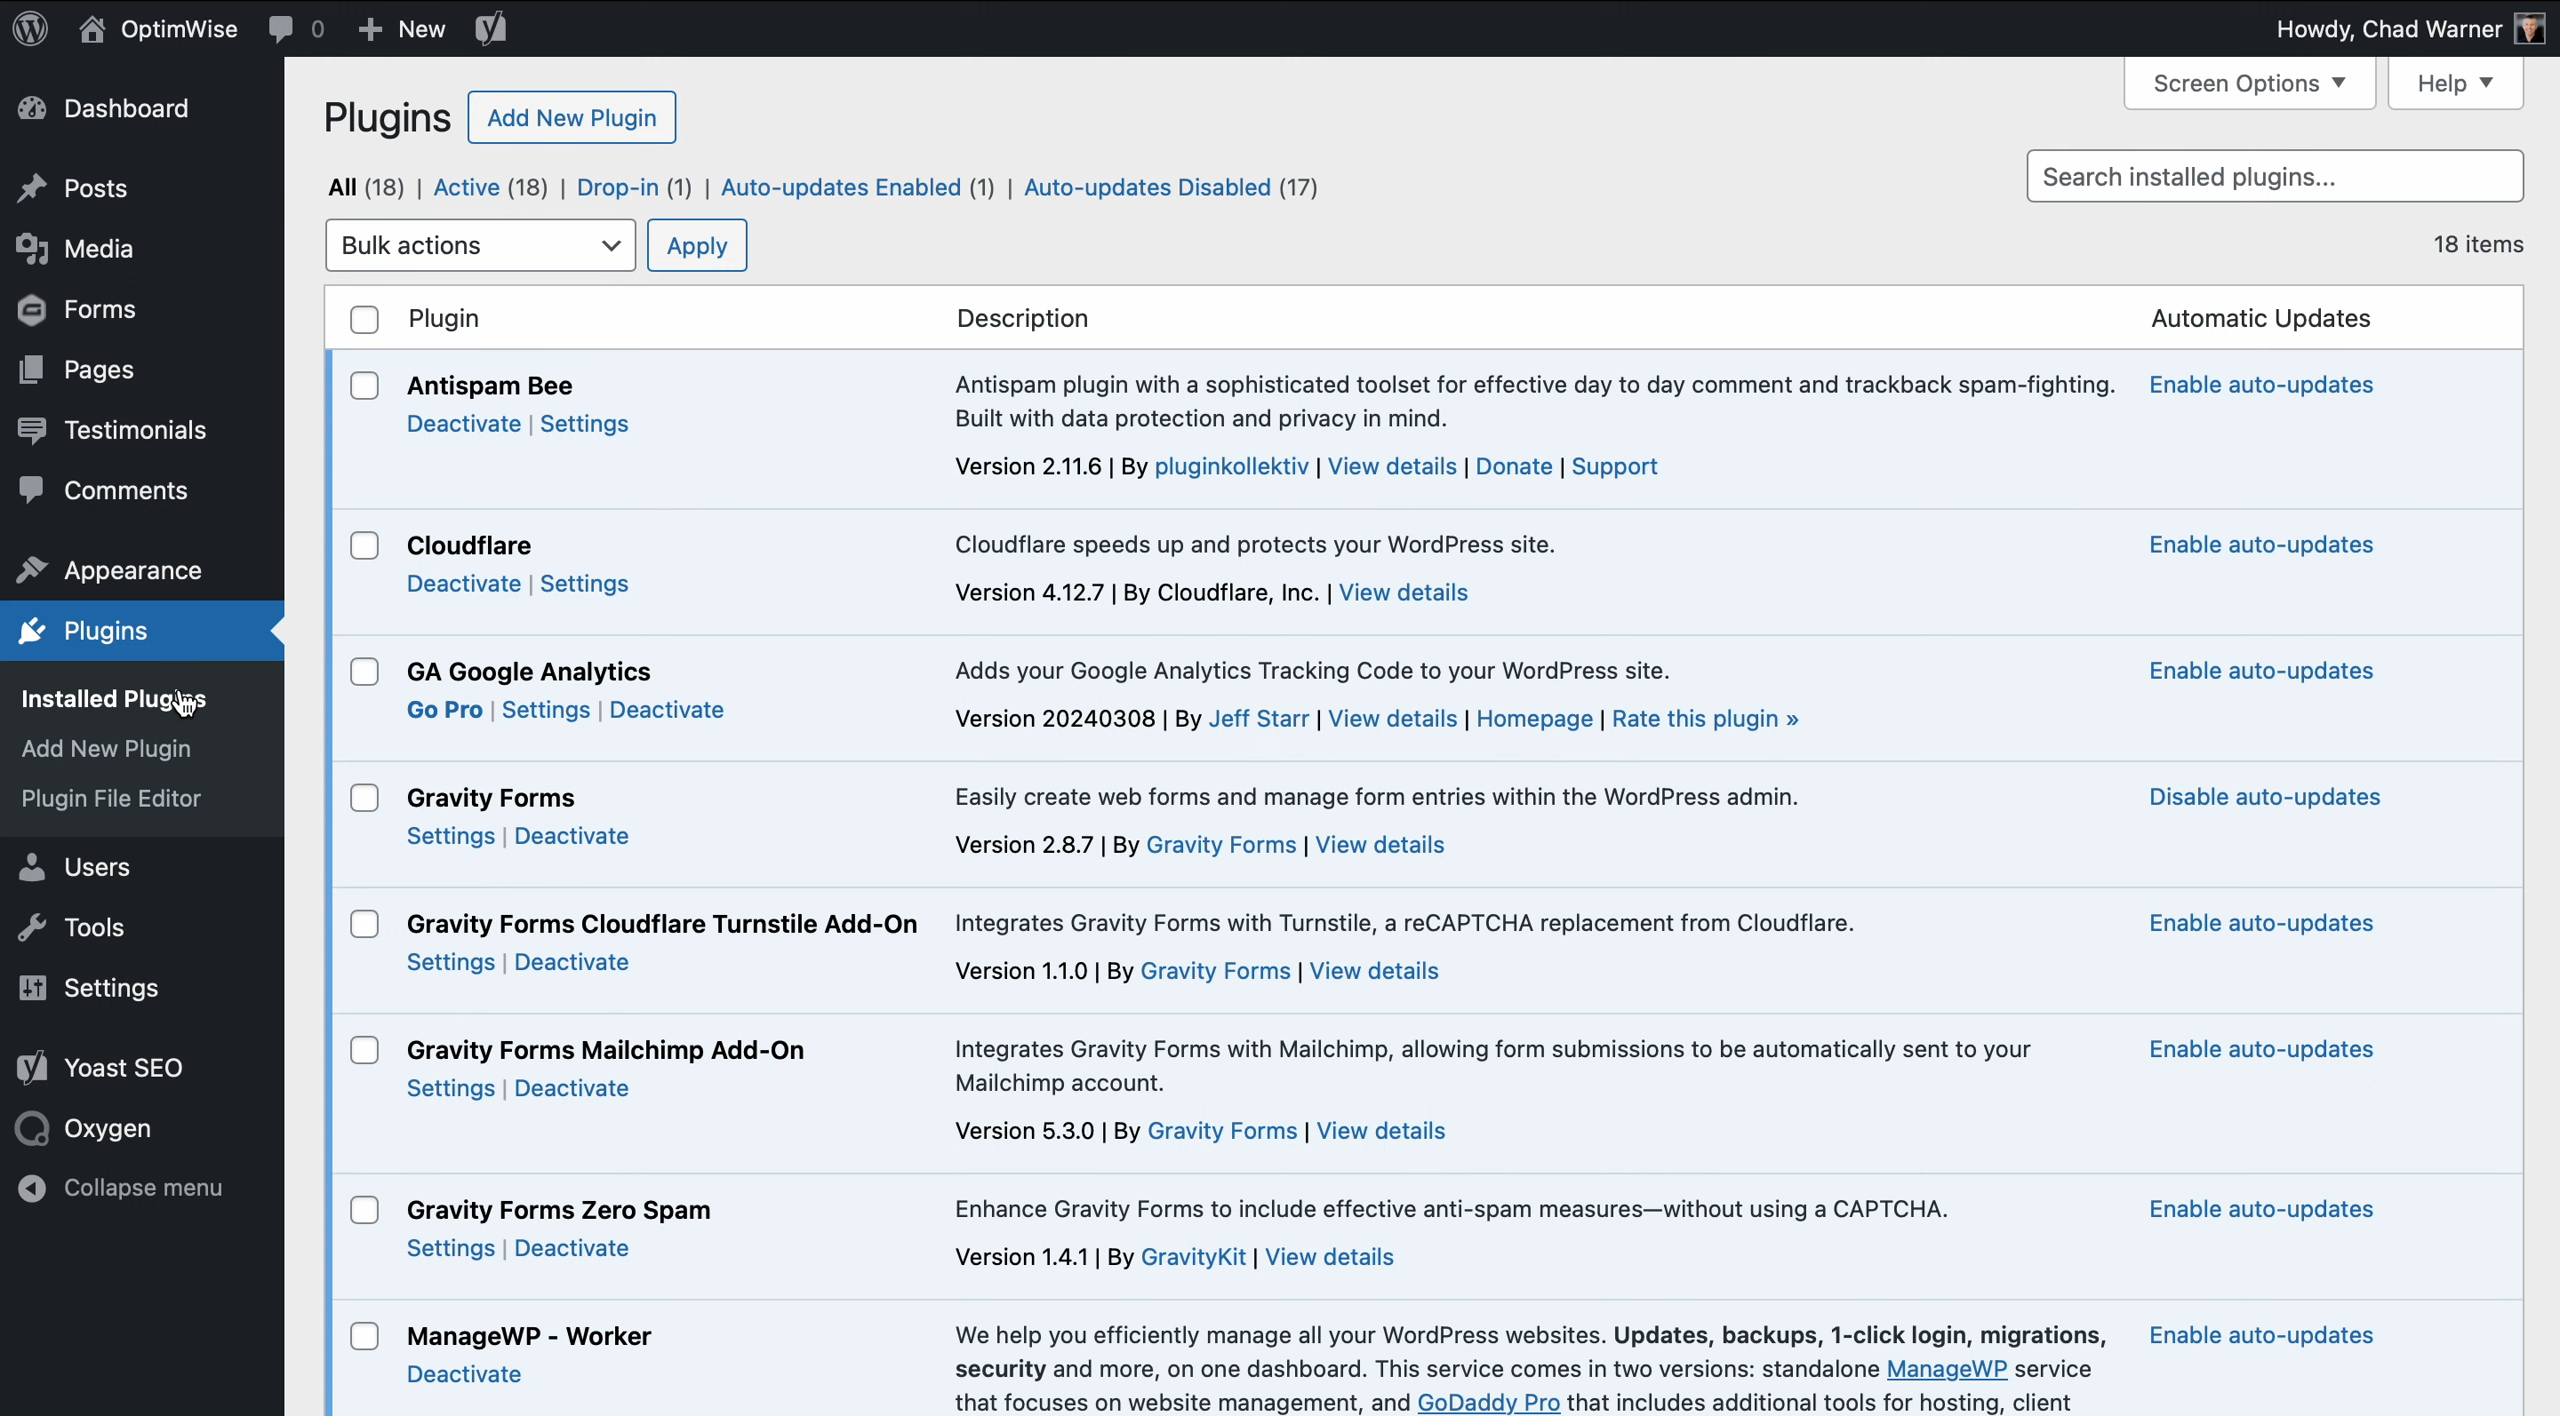 OptimWise 0 New Howdy, Chad Warner
Dashboard
Posts
Media
Forms
Pages
Testimonials
Comments
Appearance
Plugins
Installed Plugins
Add New Plugin
Plugin File Editor
Users
Tools
Settings
Yoast SEO
Oxygen
Collapse menu
Screen Options ▼ Help ▼
Plugins Add New Plugin
All (18) | Active (18) | Drop-in (1) | Auto-updates Enabled (1) | Auto-updates Disabled (17)
Search installed plugins...
Bulk actions Apply 18 items
Plugin Description Automatic Updates
Antispam Bee
Deactivate | Settings
Antispam plugin with a sophisticated toolset for effective day to day comment and trackback spam-fighting.
Built with data protection and privacy in mind.
Version 2.11.6 | By pluginkollektiv | View details | Donate | Support
Enable auto-updates
Cloudflare
Deactivate | Settings
Cloudflare speeds up and protects your WordPress site.
Version 4.12.7 | By Cloudflare, Inc. | View details
Enable auto-updates
GA Google Analytics
Go Pro | Settings | Deactivate
Adds your Google Analytics Tracking Code to your WordPress site.
Version 20240308 | By Jeff Starr | View details | Homepage | Rate this plugin »
Enable auto-updates
Gravity Forms
Settings | Deactivate
Easily create web forms and manage form entries within the WordPress admin.
Version 2.8.7 | By Gravity Forms | View details
Disable auto-updates
Gravity Forms Cloudflare Turnstile Add-On
Settings | Deactivate
Integrates Gravity Forms with Turnstile, a reCAPTCHA replacement from Cloudflare.
Version 1.1.0 | By Gravity Forms | View details
Enable auto-updates
Gravity Forms Mailchimp Add-On
Settings | Deactivate
Integrates Gravity Forms with Mailchimp, allowing form submissions to be automatically sent to your
Mailchimp account.
Version 5.3.0 | By Gravity Forms | View details
Enable auto-updates
Gravity Forms Zero Spam
Settings | Deactivate
Enhance Gravity Forms to include effective anti-spam measures—without using a CAPTCHA.
Version 1.4.1 | By GravityKit | View details
Enable auto-updates
ManageWP - Worker
Deactivate
We help you efficiently manage all your WordPress websites. Updates, backups, 1-click login, migrations,
security and more, on one dashboard. This service comes in two versions: standalone ManageWP service
that focuses on website management, and GoDaddy Pro that includes additional tools for hosting, client
Enable auto-updates